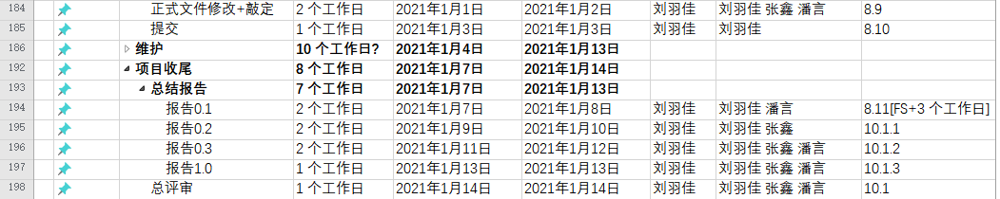 184 正式文件修改+敲定 2 个工作日 2021年1月1日 2021年1月2日 刘羽佳 刘羽佳 张鑫 潘言 8.9
185 提交 1 个工作日 2021年1月3日 2021年1月3日 刘羽佳 刘羽佳 8.10
186 维护 10 个工作日? 2021年1月4日 2021年1月13日
192 项目收尾 8 个工作日 2021年1月7日 2021年1月14日
193 总结报告 7 个工作日 2021年1月7日 2021年1月13日
194 报告0.1 2 个工作日 2021年1月7日 2021年1月8日 刘羽佳 刘羽佳 潘言 8.11[FS+3 个工作日]
195 报告0.2 2 个工作日 2021年1月9日 2021年1月10日 刘羽佳 刘羽佳 张鑫 10.1.1
196 报告0.3 2 个工作日 2021年1月11日 2021年1月12日 刘羽佳 刘羽佳 张鑫 潘言 10.1.2
197 报告1.0 1 个工作日 2021年1月13日 2021年1月13日 刘羽佳 刘羽佳 张鑫 潘言 10.1.3
198 总评审 1 个工作日 2021年1月14日 2021年1月14日 刘羽佳 刘羽佳 张鑫 潘言 10.1